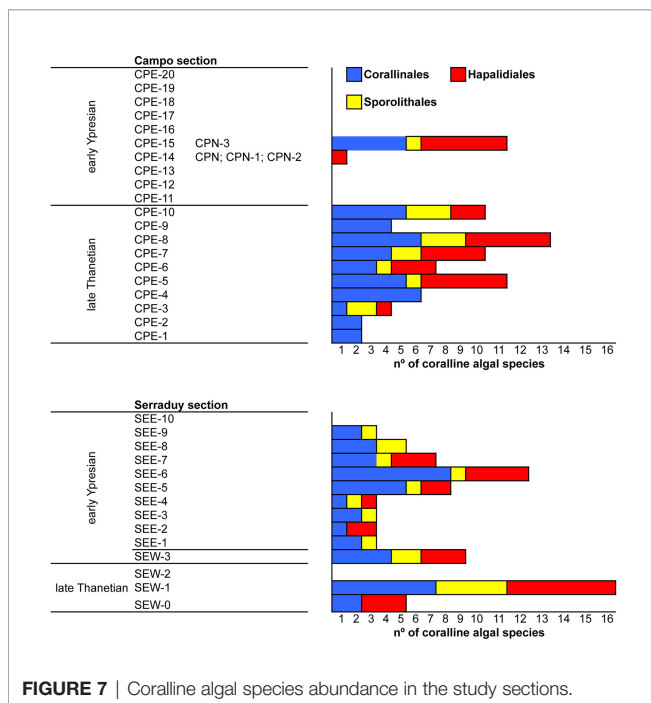 Campo section
CPE-20
CPE-19
CPE-18
CPE-17
CPE-16
CPE-15 CPN-3
CPE-14 CPN; CPN-1; CPN-2
CPE-13
CPE-12
CPE-11
early Ypresian
CPE-10
CPE-9
CPE-8
CPE-7
CPE-6
CPE-5
CPE-4
CPE-3
CPE-2
CPE-1
late Thanetian
Corallinales Hapalidiales
Sporolithales
1 2 3 4 5 6 7 8 9 10 11 12 13 14 15 16
nº of coralline algal species
Serraduy section
SEE-10
SEE-9
SEE-8
SEE-7
SEE-6
SEE-5
SEE-4
SEE-3
SEE-2
SEE-1
SEW-3
early Ypresian
SEW-2
late Thanetian SEW-1
SEW-0
1 2 3 4 5 6 7 8 9 10 11 12 13 14 15 16
nº of coralline algal species
FIGURE 7 | Coralline algal species abundance in the study sections.